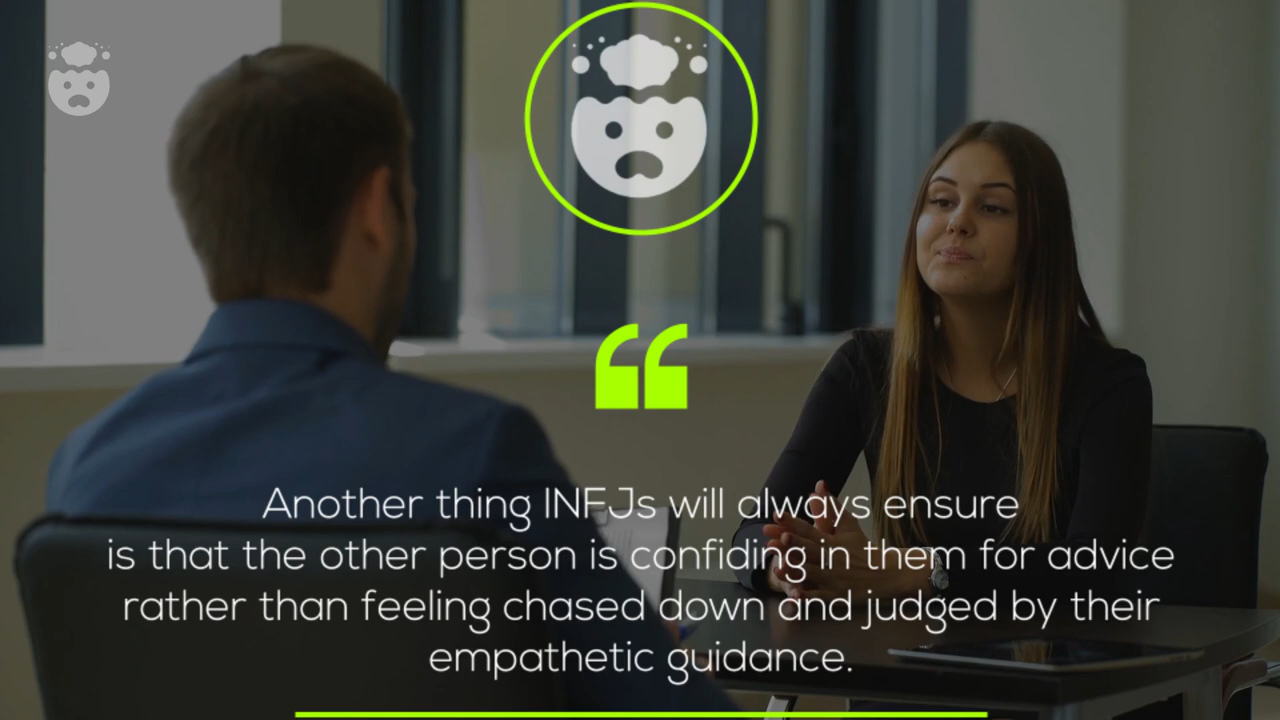 Another thing INFJs will always ensure
is that the other person is confiding in them for advice
rather than feeling chased down and judged by their
empathetic guidance.